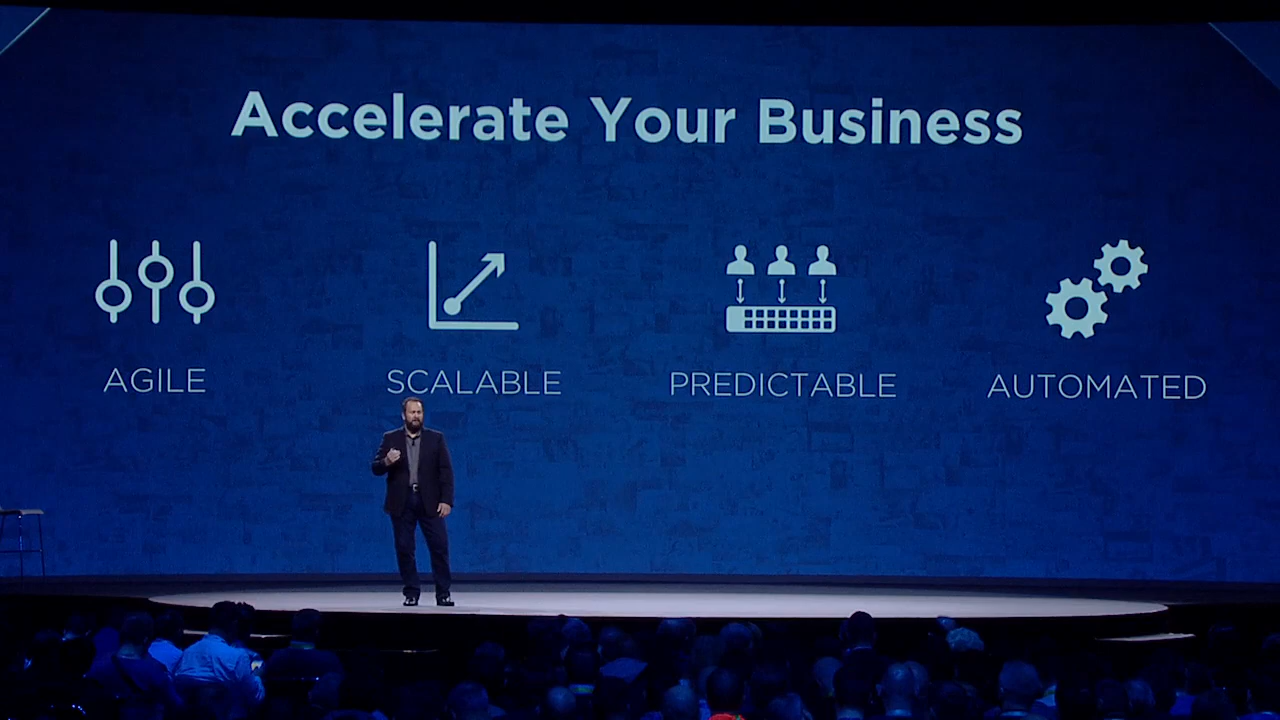 Accelerate Your Business
AGILE
SCALABLE
PREDICTABLE
AUTOMATED